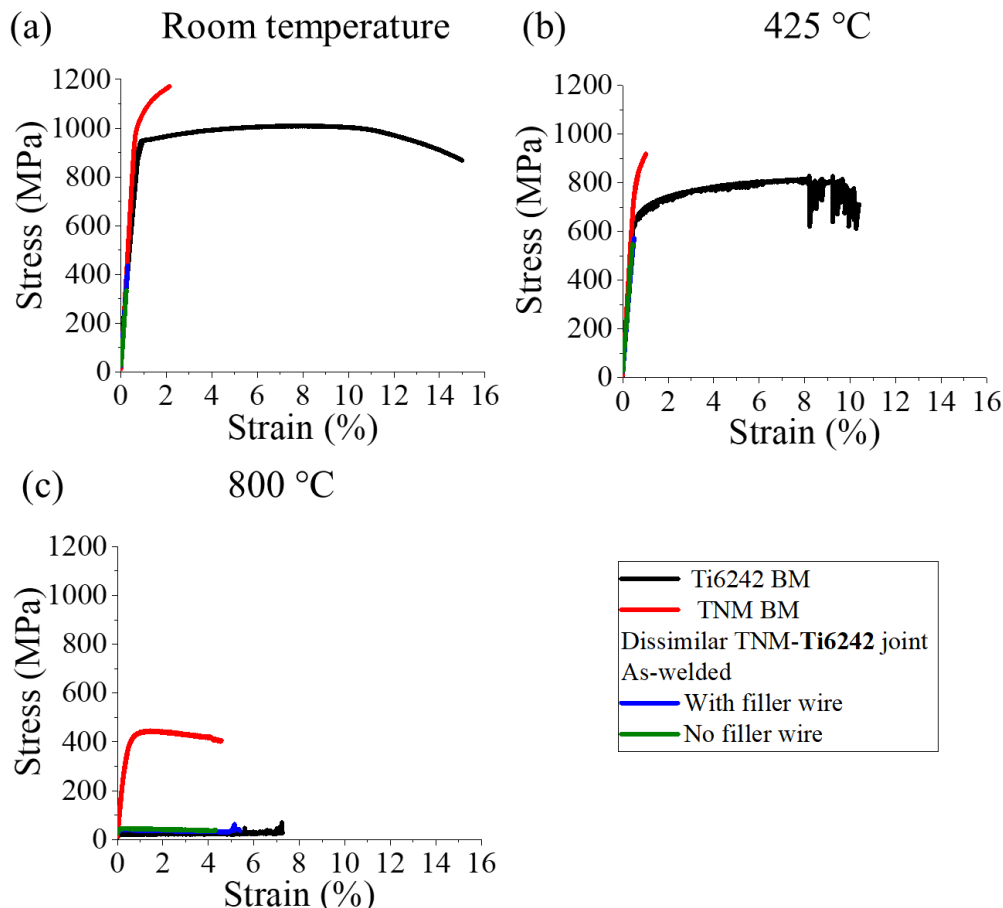 (a) Room temperature
1200
1000
800
600
400
200
0
Stress (MPa)
0 2 4 6 8 10 12 14 16
Strain (%)
(b) 425 °C
1200
1000
800
600
400
200
0
Stress (MPa)
0 2 4 6 8 10 12 14 16
Strain (%)
(c) 800 °C
1200
1000
800
600
400
200
0
Stress (MPa)
0 2 4 6 8 10 12 14 16
Strain (%)
Ti6242 BM
TNM BM
Dissimilar TNM-Ti6242 joint
As-welded
With filler wire
No filler wire